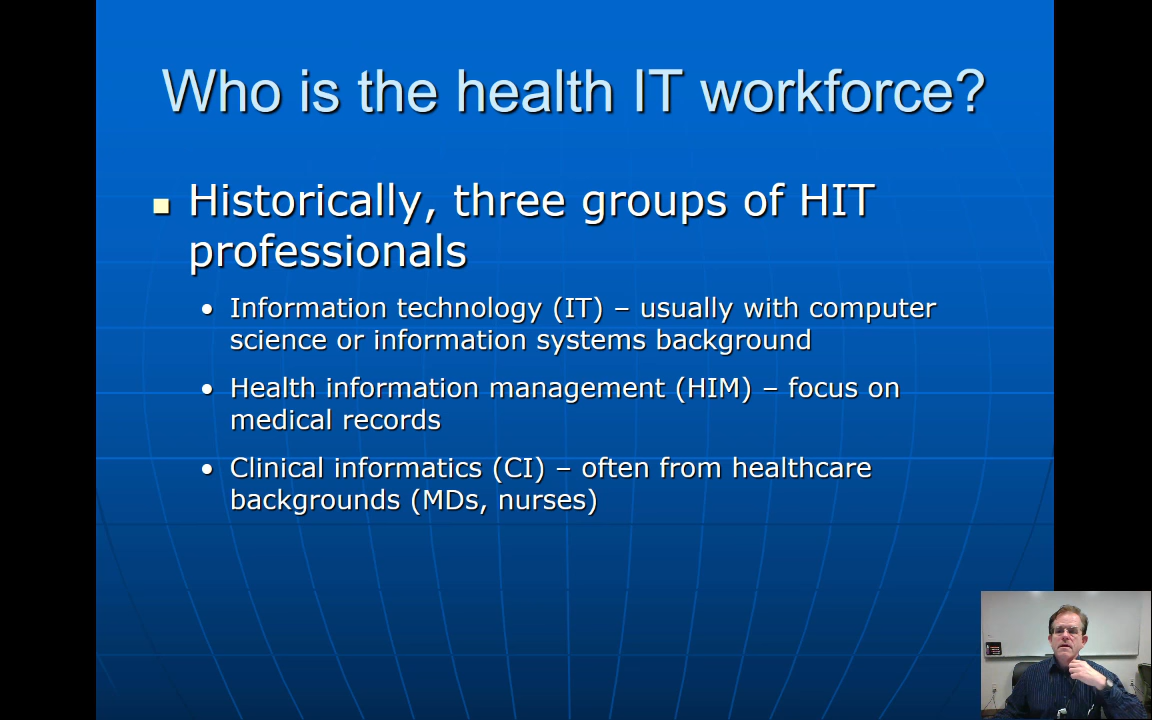 Who is the health IT workforce?
Historically, three groups of HIT
professionals
Information technology (IT) – usually with computer
science or information systems background
Health information management (HIM) – focus on
medical records
Clinical informatics (CI) – often from healthcare
backgrounds (MDs, nurses)